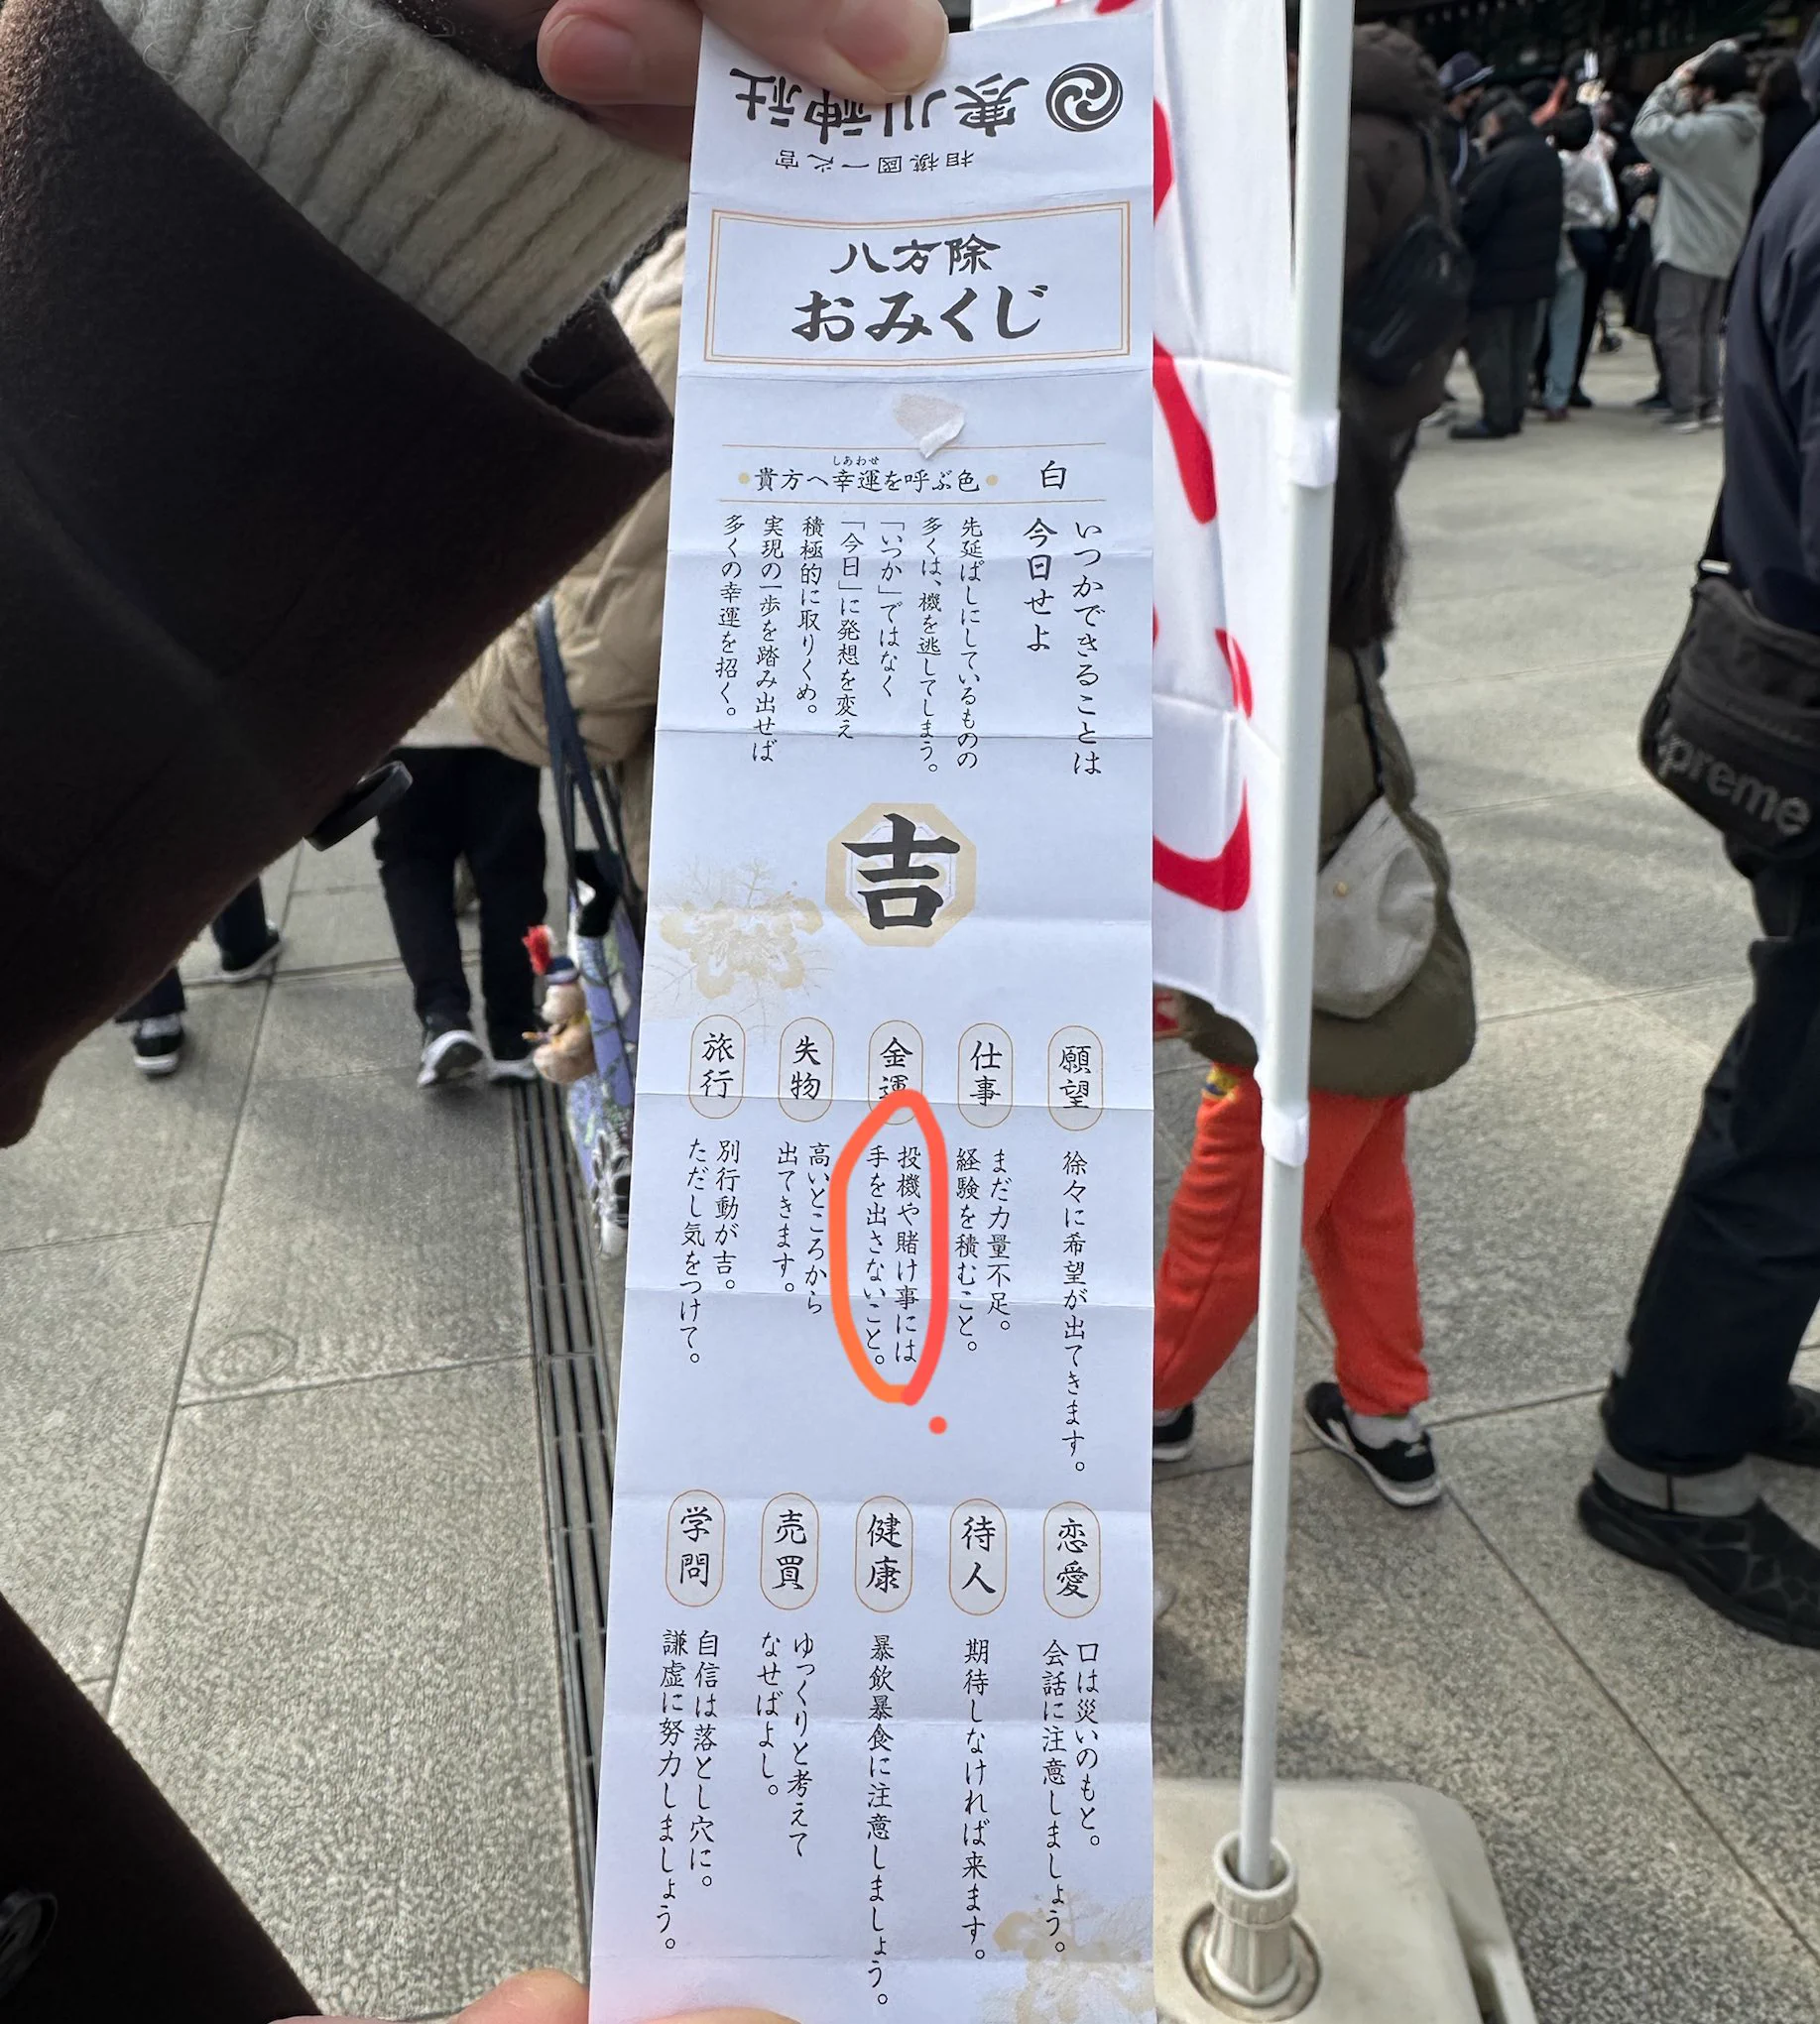 寒川神社
相模國一之宮
八方除
おみくじ
貴方へ幸運を呼ぶ色
しあわせ
白
いつかできることは
今日せよ
先延ばしにしているものの
多くは、機を逃してしまう。
「いつか」ではなく
「今日」に発想を変え
積極的に取りくめ。
実現の一歩を踏み出せば
多くの幸運を招く。
吉
願望
徐々に希望が出てきます。
仕事
まだ力量不足。
経験を積むこと。
金運
投機や賭け事には
手を出さないこと。
失物
高いところから
出てきます。
旅行
別行動が吉。
ただし気をつけて。
恋愛
口は災いのもと。
会話に注意しましょう。
待人
期待しなければ来ます。
健康
暴飲暴食に注意しましょう。
売買
ゆっくりと考えて
なせばよし。
学問
自信は落とし穴に。
謙虚に努力しましょう。
preme